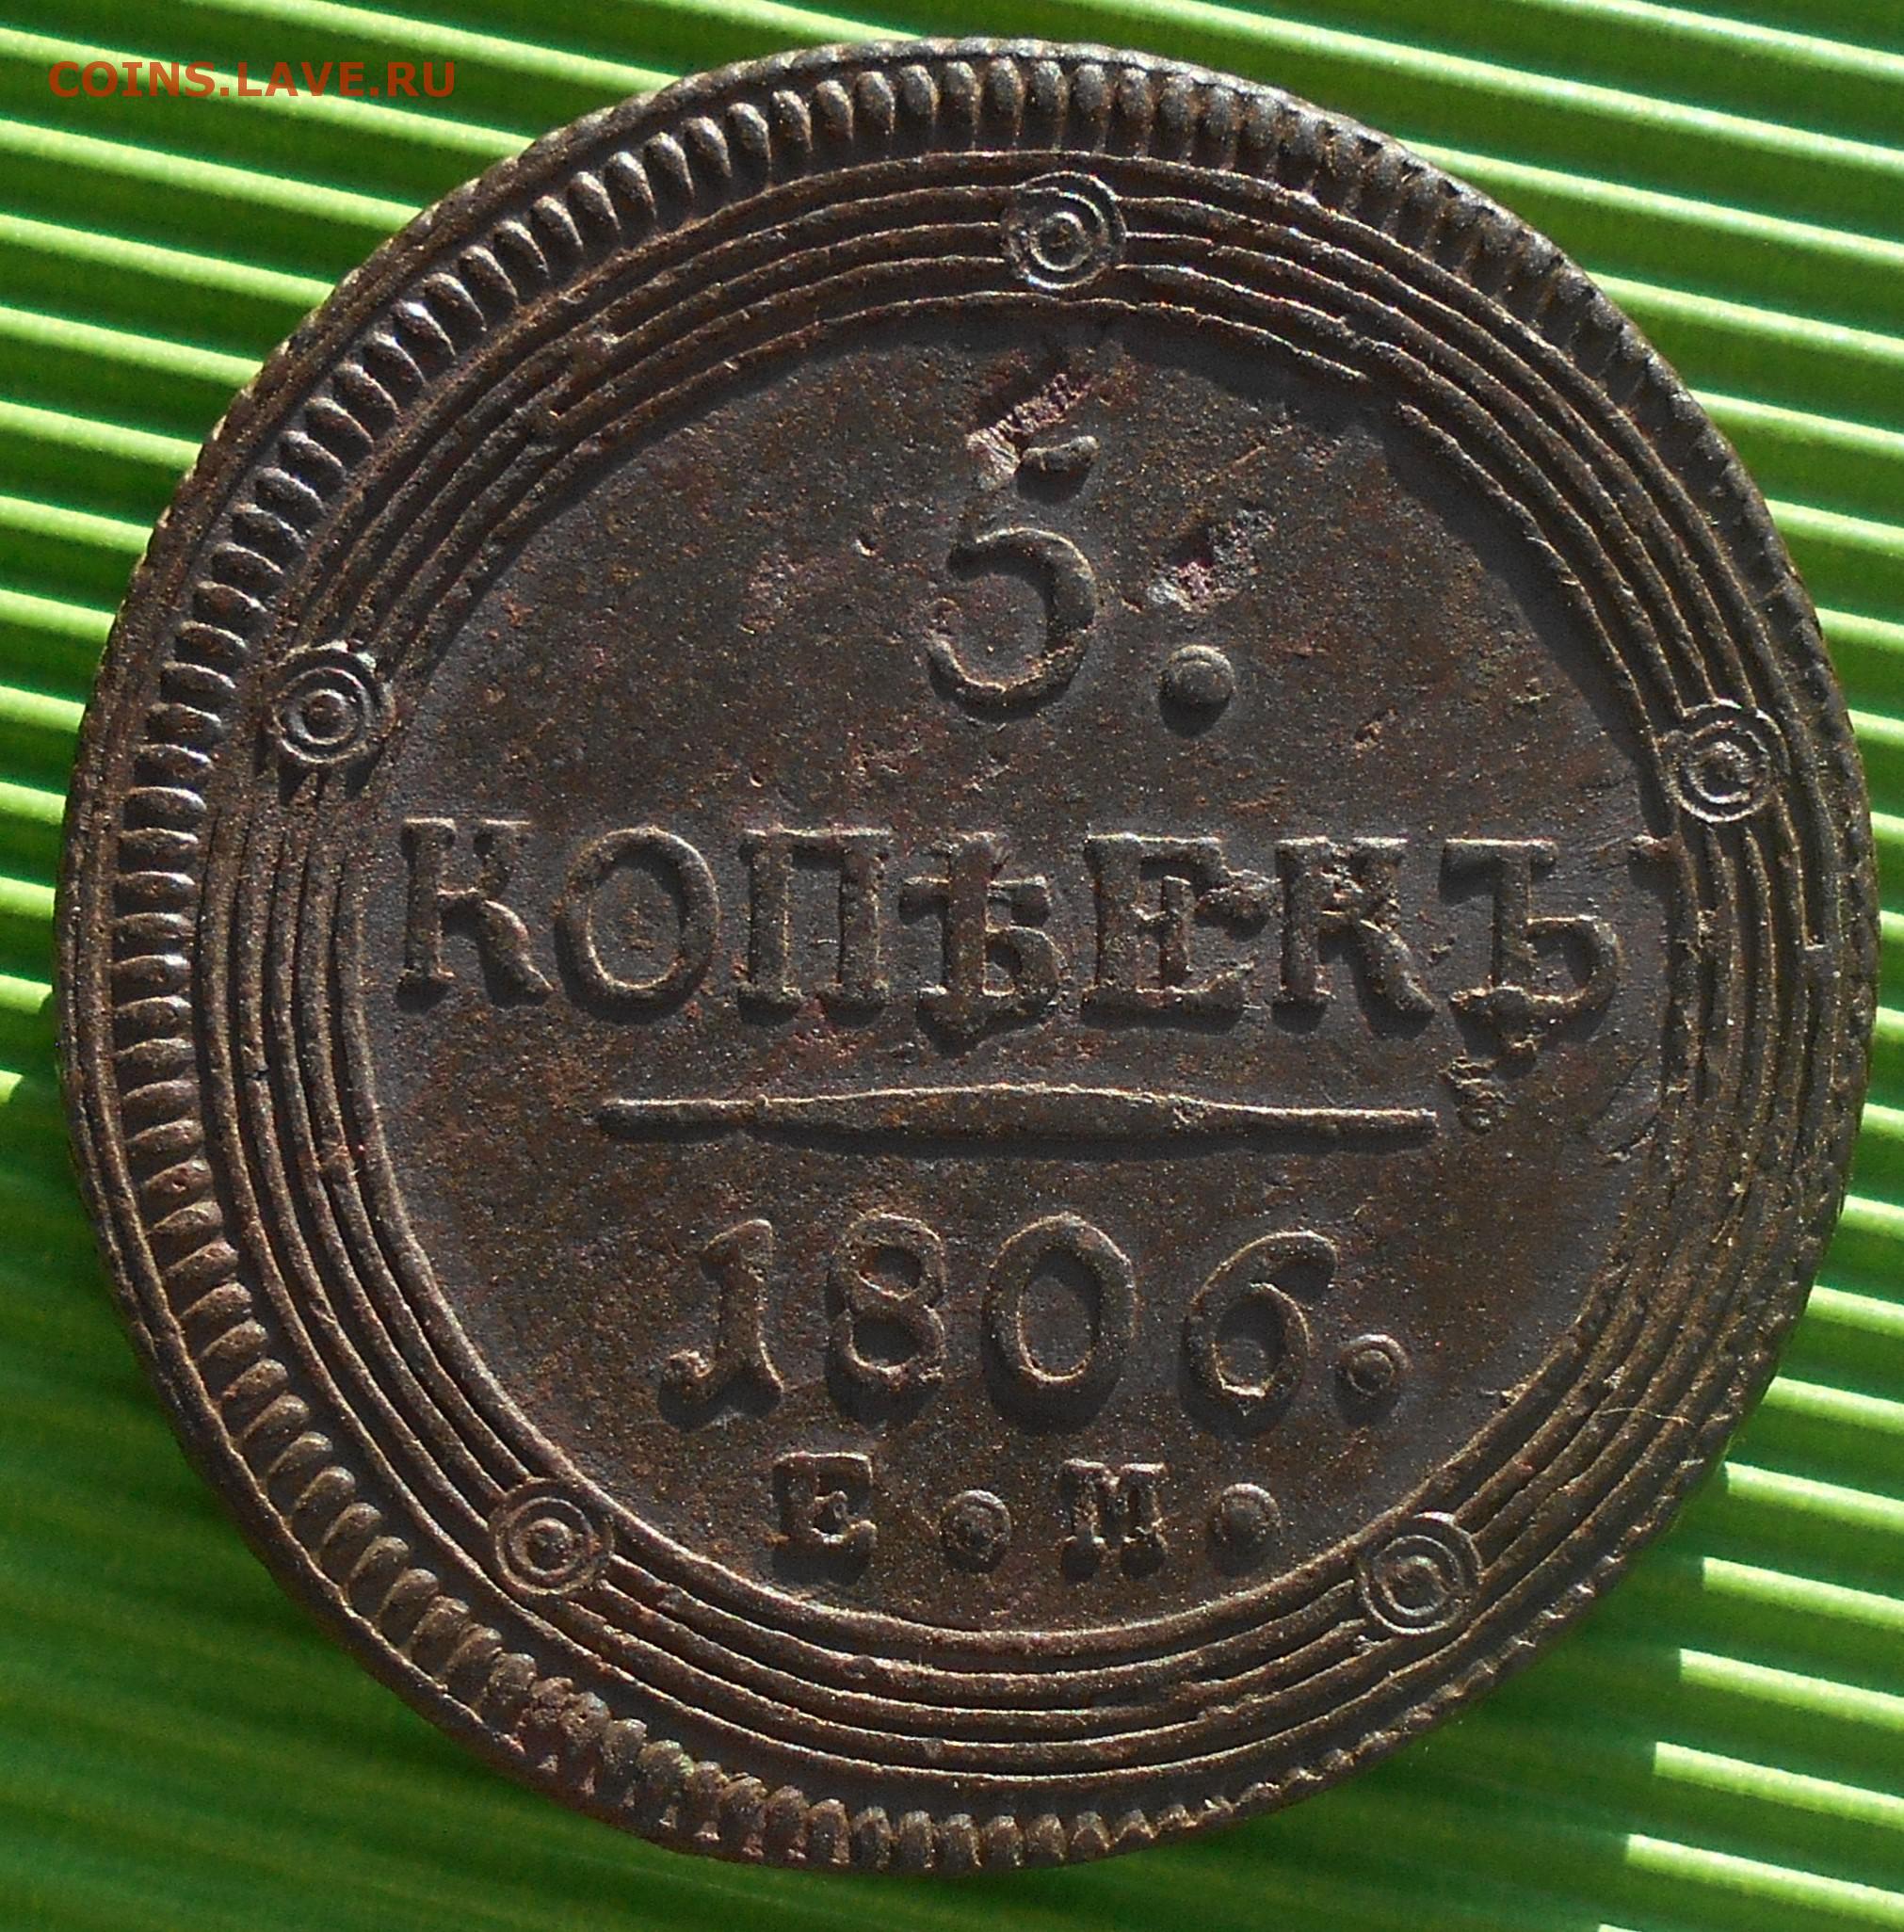 COINS.LAVE.RU
5.
КОПѢЕКЪ
1806.
Е • М •